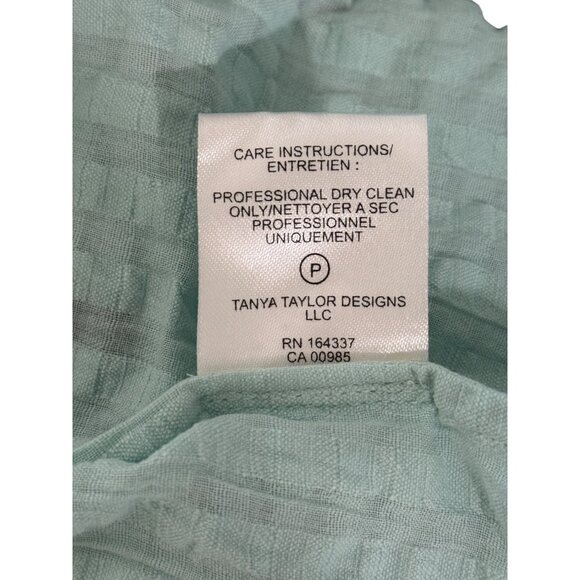 CARE INSTRUCTIONS/
ENTRETIEN :
PROFESSIONAL DRY CLEAN
ONLY/NETTOYER A SEC
PROFESSIONNEL
UNIQUEMENT
P
TANYA TAYLOR DESIGNS
LLC
RN 164337
CA 00985